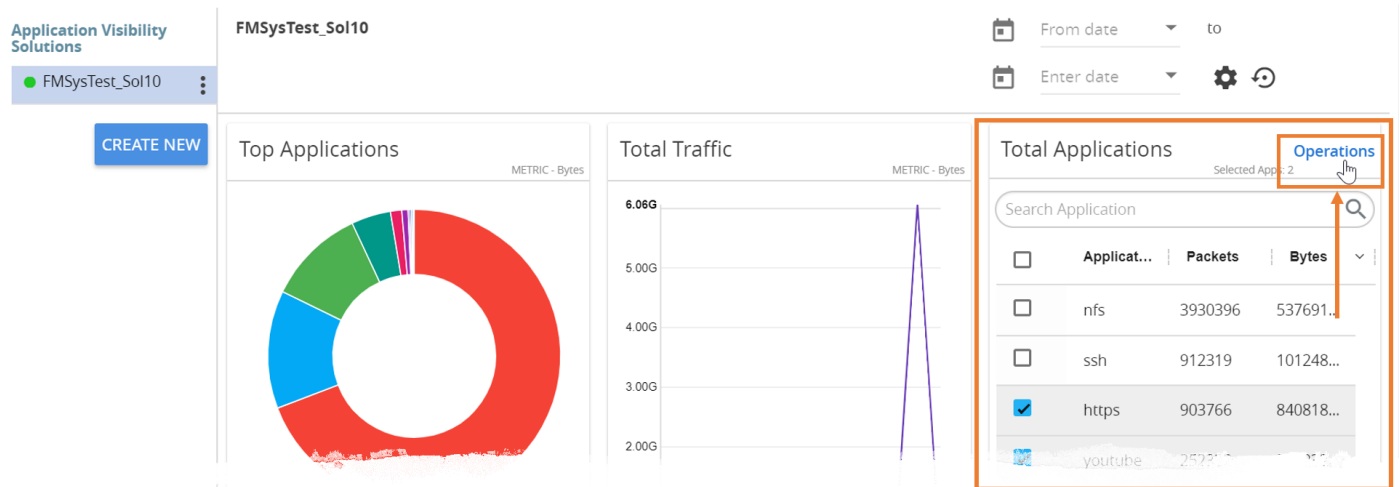 Application Visibility
Solutions
FMSysTest_Sol10
CREATE NEW
FMSysTest_Sol10
From date
to
Enter date
Top Applications
METRIC - Bytes
Total Traffic
METRIC - Bytes
6.06G
5.00G
4.00G
3.00G
2.00G
Total Applications
Operations
Selected Apps: 2
Search Application
Applicat... Packets Bytes
nfs 3930396 537691...
ssh 912319 101248...
https 903766 840818...
youtube